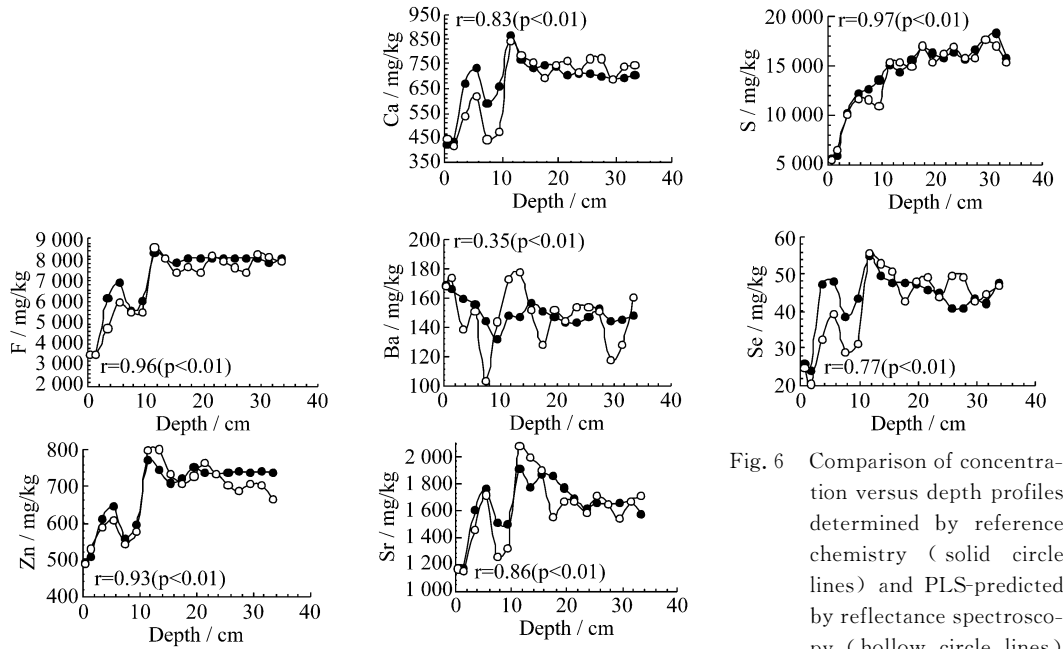 950
850
750
650
550
450
350
Ca / mg/kg
r=0.83(p<0.01)
0 10 20 30 40
Depth / cm
20 000
15 000
10 000
5 000
S / mg/kg
r=0.97(p<0.01)
0 10 20 30 40
Depth / cm
9 000
8 000
7 000
6 000
5 000
4 000
3 000
2 000
F / mg/kg
r=0.96(p<0.01)
0 10 20 30 40
Depth / cm
200
180
160
140
120
100
Ba / mg/kg
r=0.35(p<0.01)
0 10 20 30 40
Depth / cm
60
50
40
30
20
Se / mg/kg
r=0.77(p<0.01)
0 10 20 30 40
Depth / cm
800
700
600
500
400
Zn / mg/kg
r=0.93(p<0.01)
0 10 20 30 40
Depth / cm
2 000
1 800
1 600
1 400
1 200
1 000
Sr / mg/kg
r=0.86(p<0.01)
0 10 20 30 40
Depth / cm
Fig. 6 Comparison of concentra-
tion versus depth profiles
determined by reference
chemistry (solid circle
lines) and PLS-predicted
by reflectance spectrosco-
py (hollow circle lines)